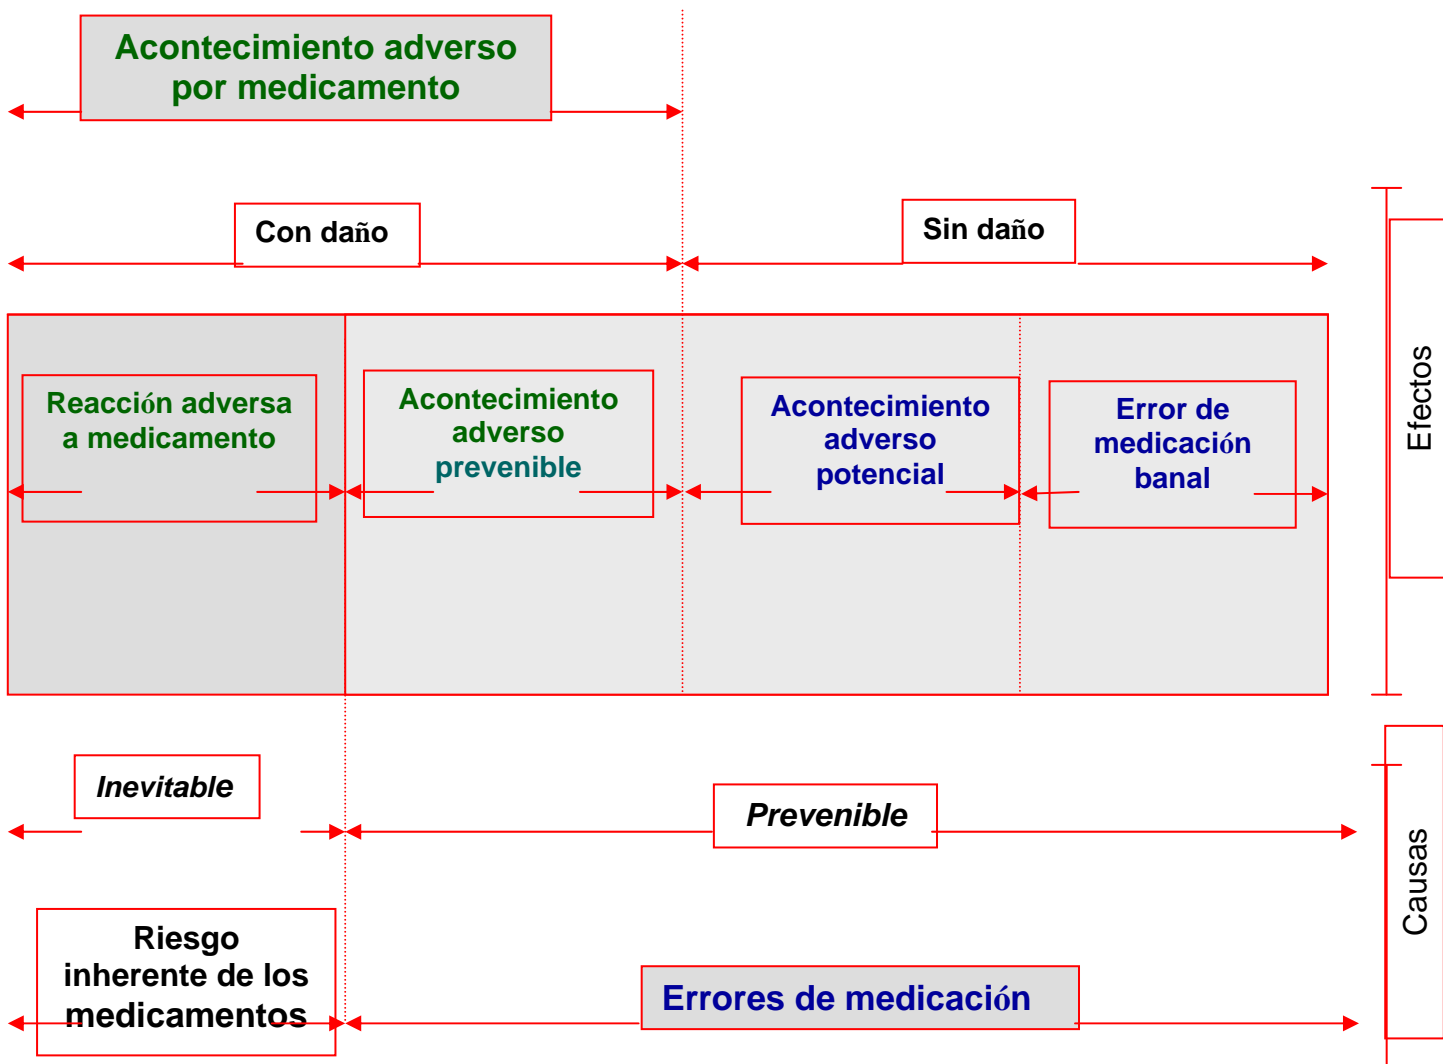 Acontecimiento adverso
por medicamento
Con daño
Sin daño
Reacción adversa
a medicamento
Acontecimiento
adverso
prevenible
Acontecimiento
adverso
potencial
Error de
medicación
banal
Efectos
Inevitable
Prevenible
Riesgo
inherente de los
medicamentos
Errores de medicación
Causas